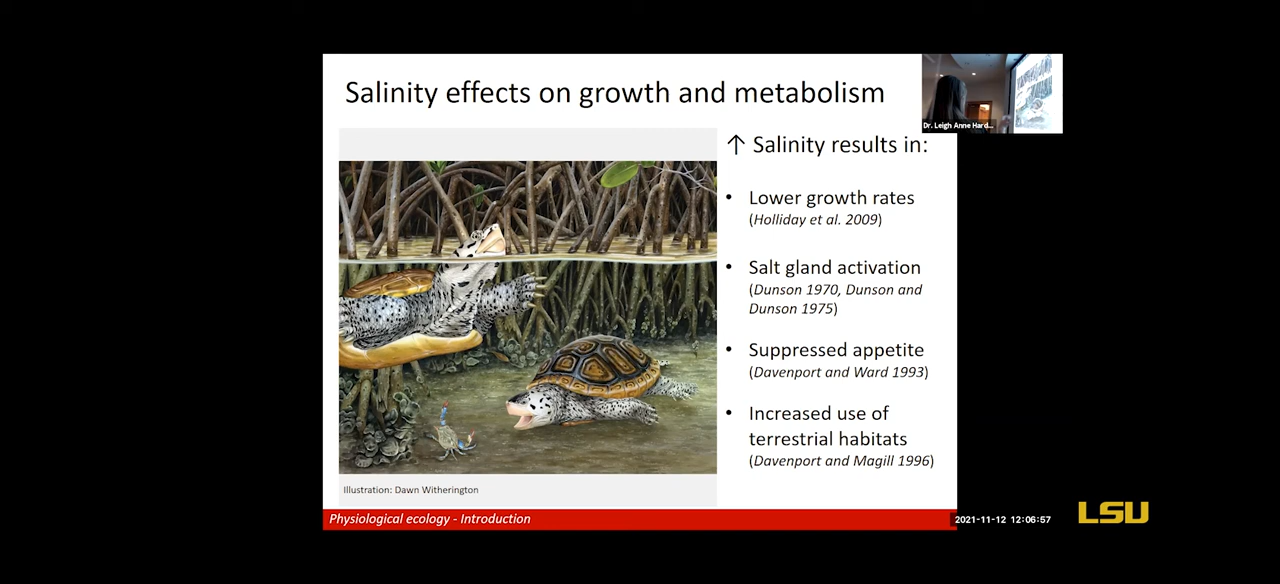 Salinity effects on growth and metabolism
Dr. Leigh Anne Hard...
↑ Salinity results in:
• Lower growth rates
(Holliday et al. 2009)
• Salt gland activation
(Dunson 1970, Dunson and
Dunson 1975)
• Suppressed appetite
(Davenport and Ward 1993)
• Increased use of
terrestrial habitats
(Davenport and Magill 1996)
Illustration: Dawn Witherington
Physiological ecology - Introduction
2021-11-12 12:06:57
LSU